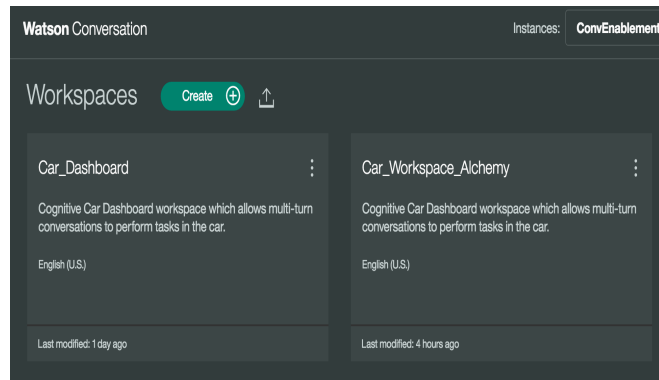 Watson Conversation
Instances: ConvEnablement
Workspaces
Create
Car_Dashboard
Cognitive Car Dashboard workspace which allows multi-turn
conversations to perform tasks in the car.
English (U.S.)
Last modified: 1 day ago
Car_Workspace_Alchemy
Cognitive Car Dashboard workspace which allows multi-turn
conversations to perform tasks in the car.
English (U.S.)
Last modified: 4 hours ago